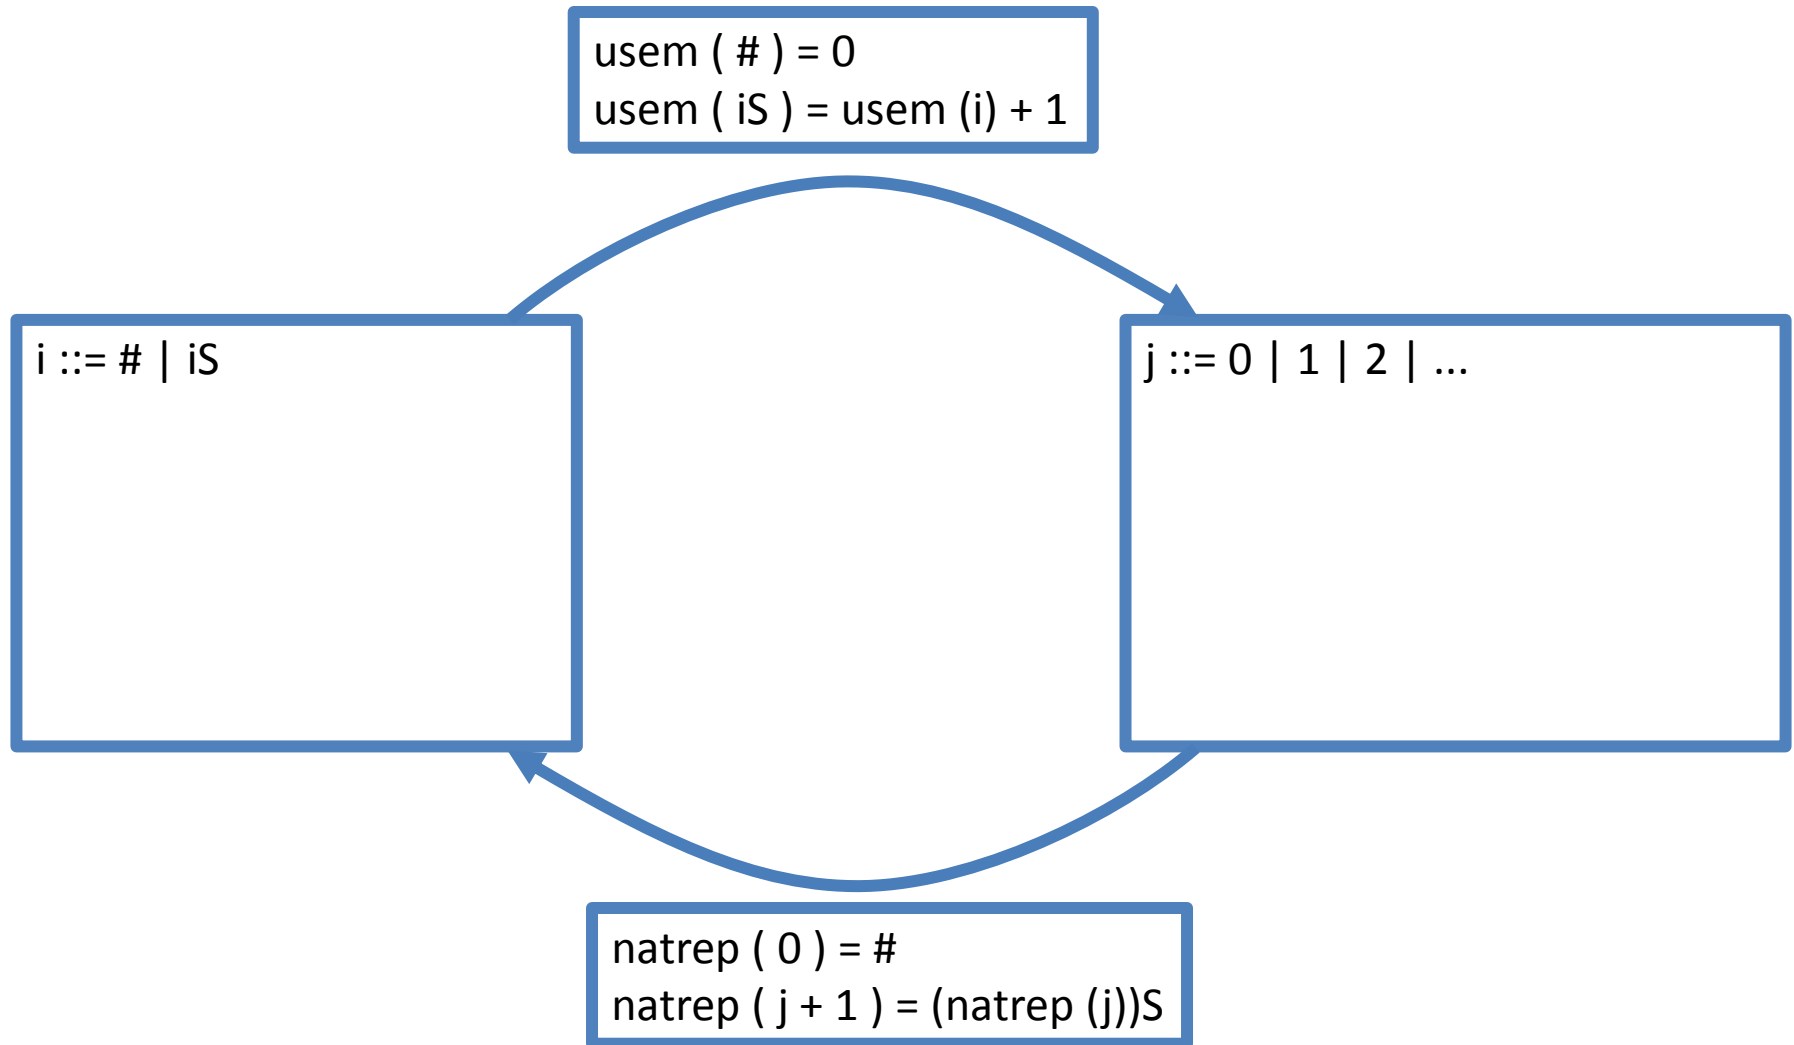 usem ( # ) = 0
usem ( iS ) = usem (i) + 1
i ::= # | iS
j ::= 0 | 1 | 2 | ...
natrep ( 0 ) = #
natrep ( j + 1 ) = (natrep (j))S